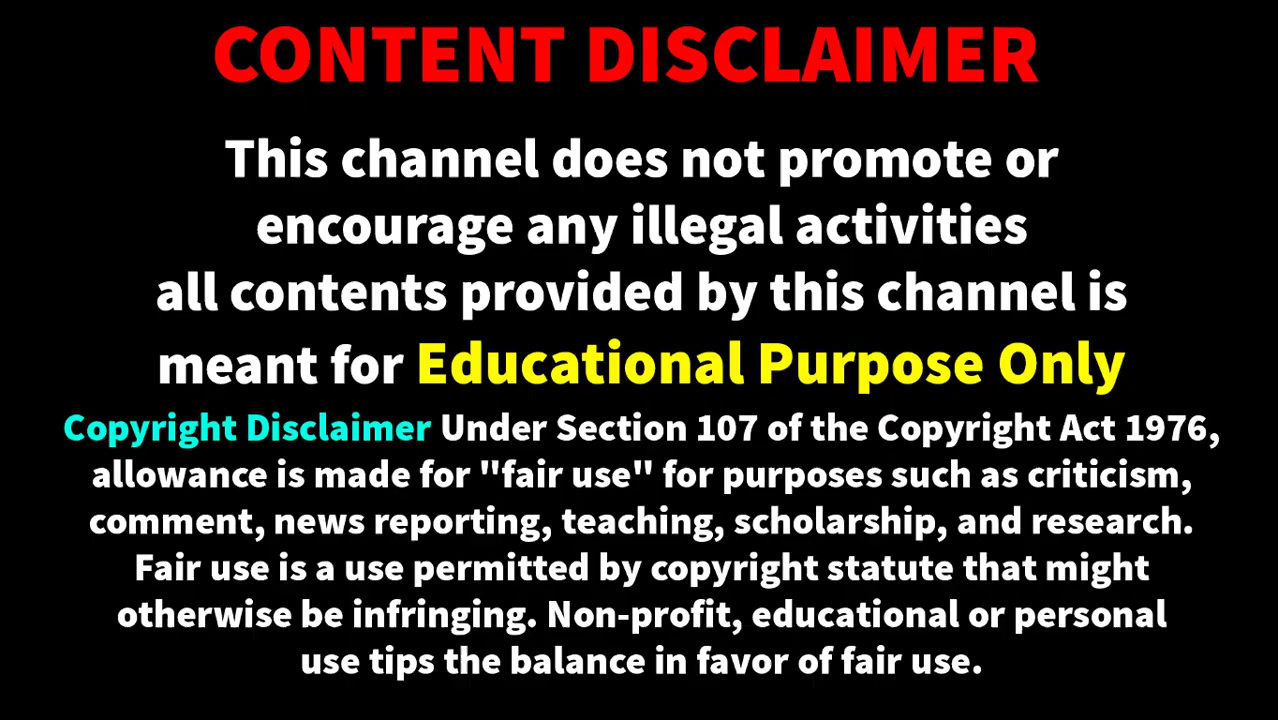 CONTENT DISCLAIMER
This channel does not promote or
encourage any illegal activities
all contents provided by this channel is
meant for Educational Purpose Only
Copyright Disclaimer Under Section 107 of the Copyright Act 1976,
allowance is made for "fair use" for purposes such as criticism,
comment, news reporting, teaching, scholarship, and research.
Fair use is a use permitted by copyright statute that might
otherwise be infringing. Non-profit, educational or personal
use tips the balance in favor of fair use.